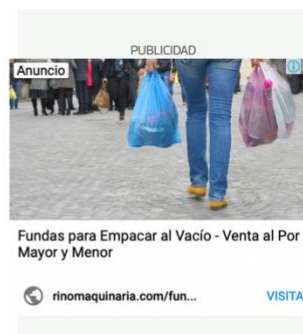 PUBLICIDAD
Anuncio
Fundas para Empacar al Vacío - Venta al Por
Mayor y Menor
rinomaquinaria.com/fun...
VISITA